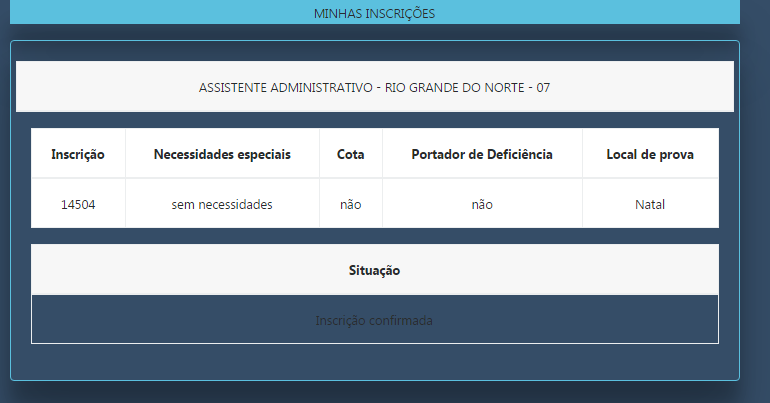 MINHAS INSCRIÇÕES
ASSISTENTE ADMINISTRATIVO - RIO GRANDE DO NORTE - 07
Inscrição Necessidades especiais Cota Portador de Deficiência Local de prova
14504 sem necessidades não não Natal
Situação
Inscrição confirmada